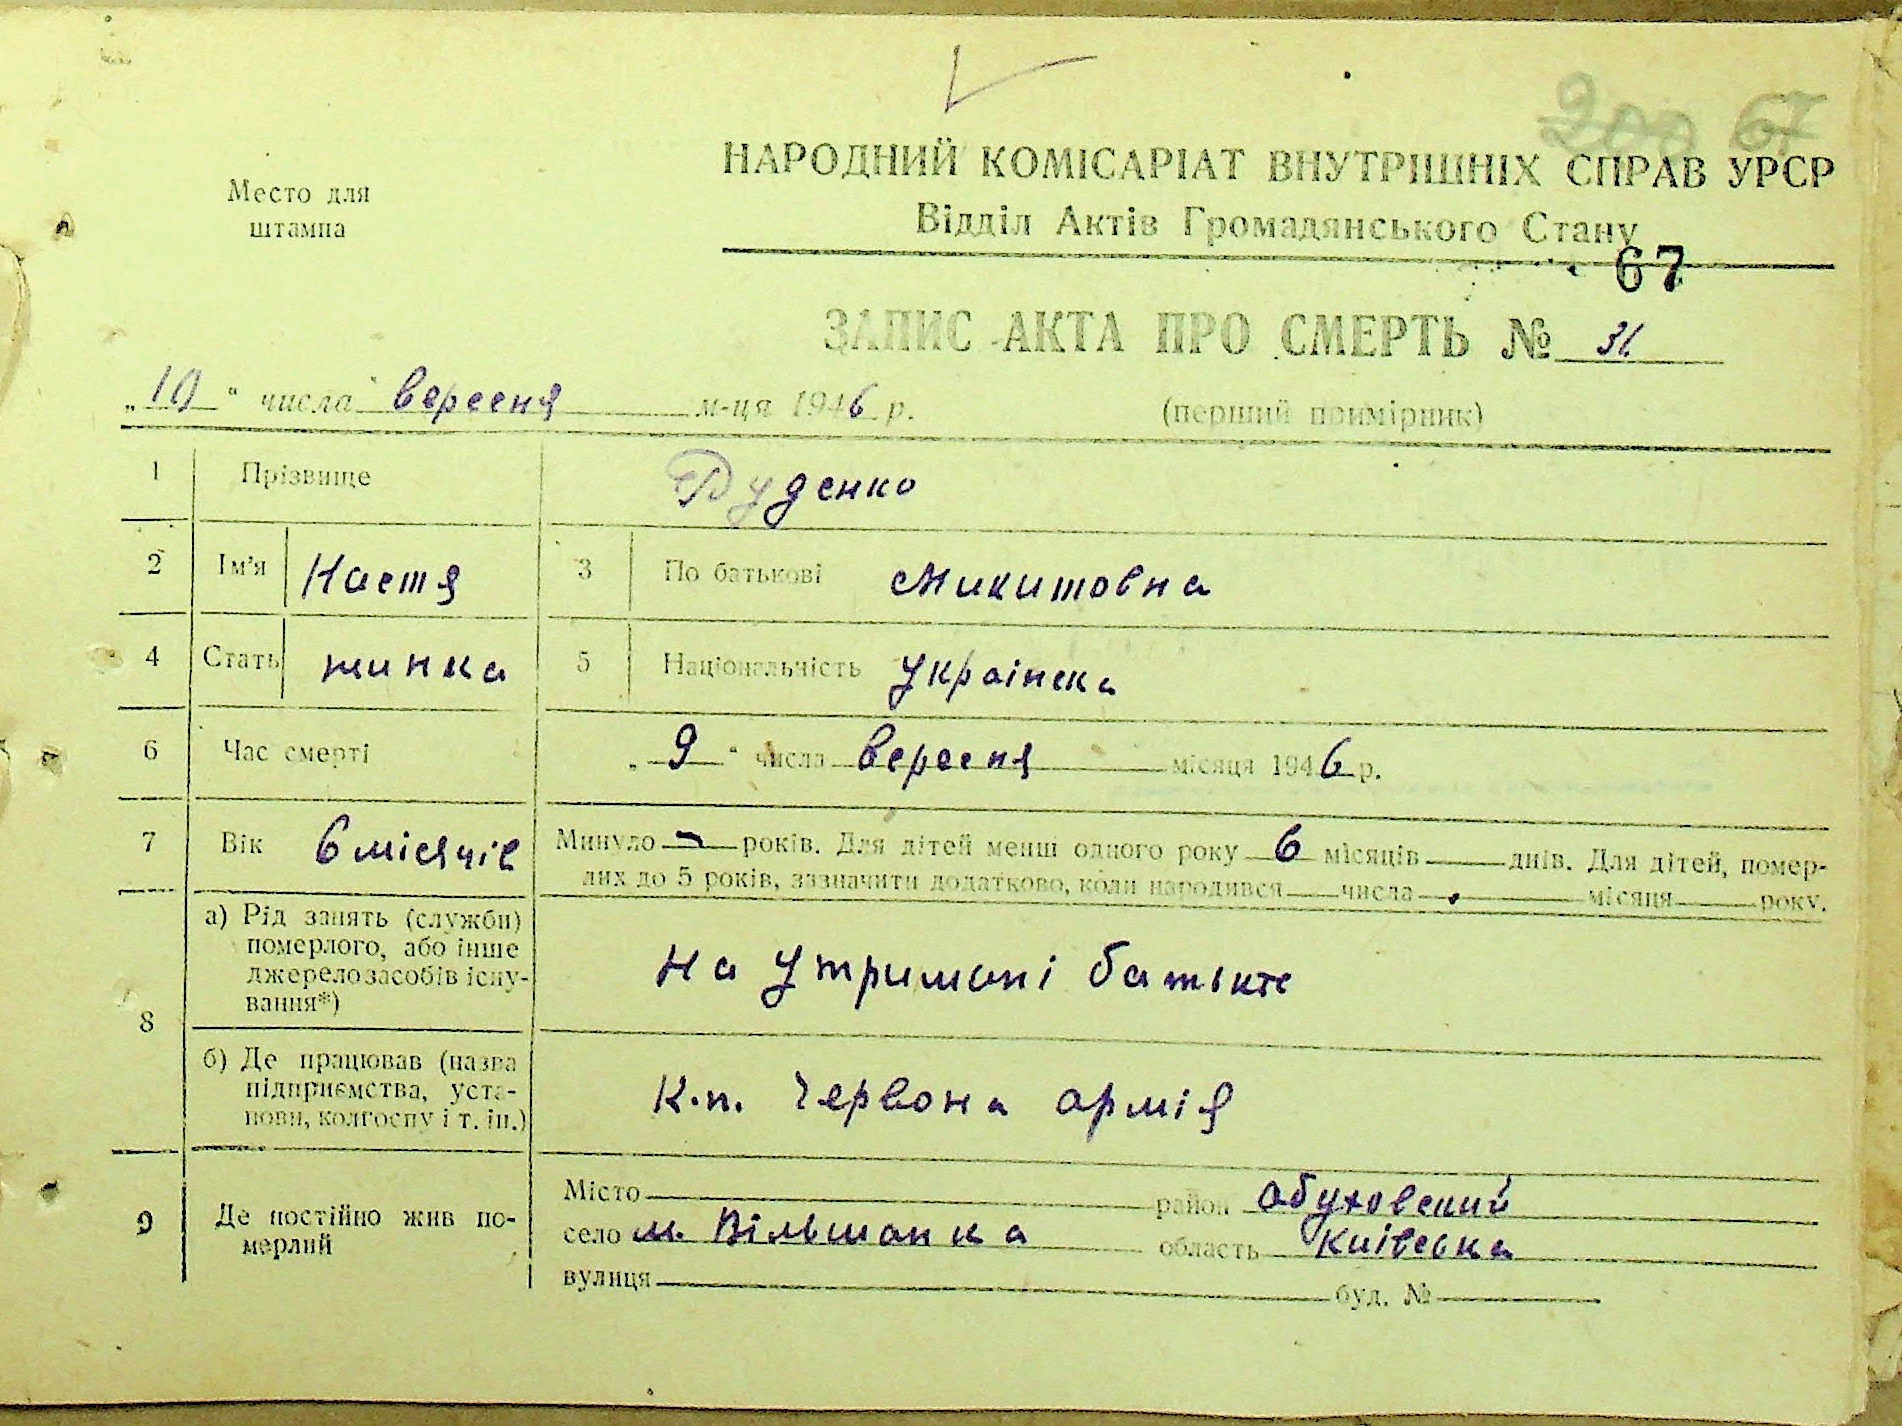 200 67
Место для
штампа
НАРОДНИЙ КОМІСАРІАТ ВНУТРІШНІХ СПРАВ УРСР
Відділ Актів Громадянського Стану
67
ЗАПИС АКТА ПРО СМЕРТЬ № 31
„10“ числа вересня м-ця 1946 р. (перший примірник)
1 Прізвище Руденко
2 Ім'я Настя 3 По батькові Микитовна
4 Стать жинка 5 Національність Українка
6 Час смерті „9“ числа вересня місяця 1946 р.
7 Вік 6 місячів Минуло — років. Для дітей менш одного року 6 місяців днів. Для дітей, помер-
лих до 5 років, зазначити додатково, коли народився числа місяця року.
8 а) Рід занять (служби)
померлого, або інше
джерело засобів існу-
вання*)
на утримані
б) Де працював (назва
підприємства, уста-
нови, колгоспу і т. ін.)
К.п. Червона армія
9 Де постійно жив по-
мерлий
Місто район Обуховский
село м. Вільшанка область Київська
вулиця буд. №